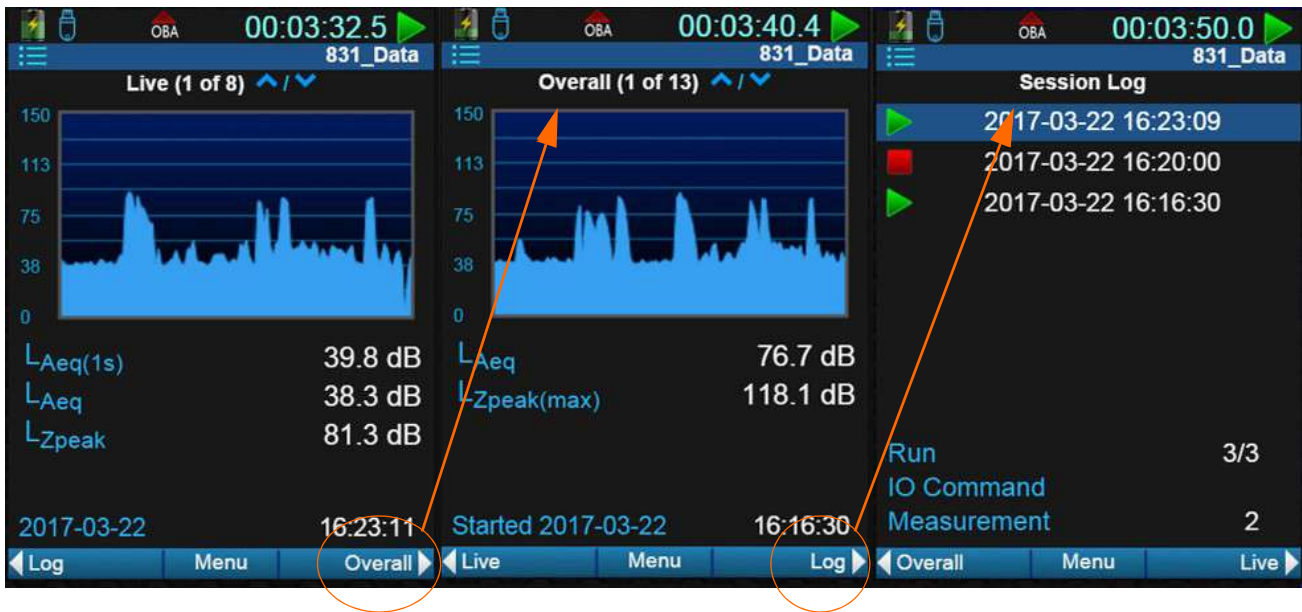 OBA 00:03:32.5
831_Data
Live (1 of 8) /
150
113
75
38
0
LAeq(1s) 39.8 dB
LAeq 38.3 dB
LZpeak 81.3 dB
2017-03-22 16:23:11
Log Menu Overall
OBA 00:03:40.4
831_Data
Overall (1 of 13) /
150
113
75
38
0
LAeq 76.7 dB
LZpeak(max) 118.1 dB
Started 2017-03-22 16:16:30
Live Menu Log
OBA 00:03:50.0
831_Data
Session Log
2017-03-22 16:23:09
2017-03-22 16:20:00
2017-03-22 16:16:30
Run 3/3
IO Command
Measurement 2
Overall Menu Live